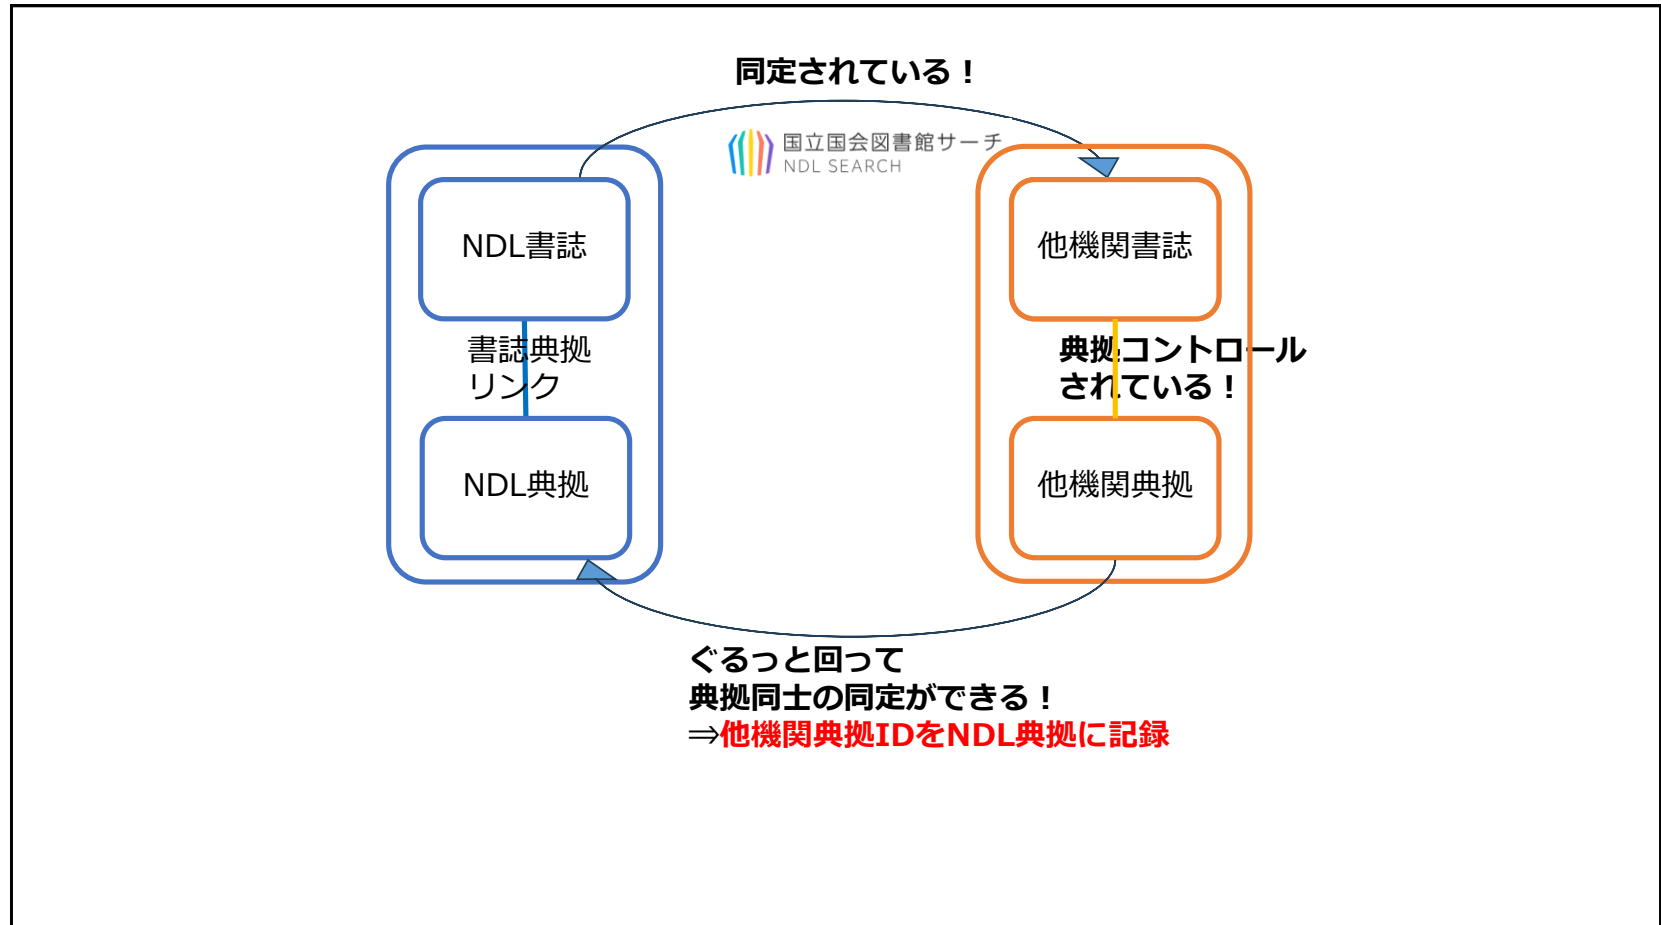 同定されている！
国立国会図書館サーチ
NDL SEARCH
NDL書誌
他機関書誌
書誌典拠
リンク
典拠コントロール
されている！
NDL典拠
他機関典拠
ぐるっと回って
典拠同士の同定ができる！
⇒他機関典拠IDをNDL典拠に記録